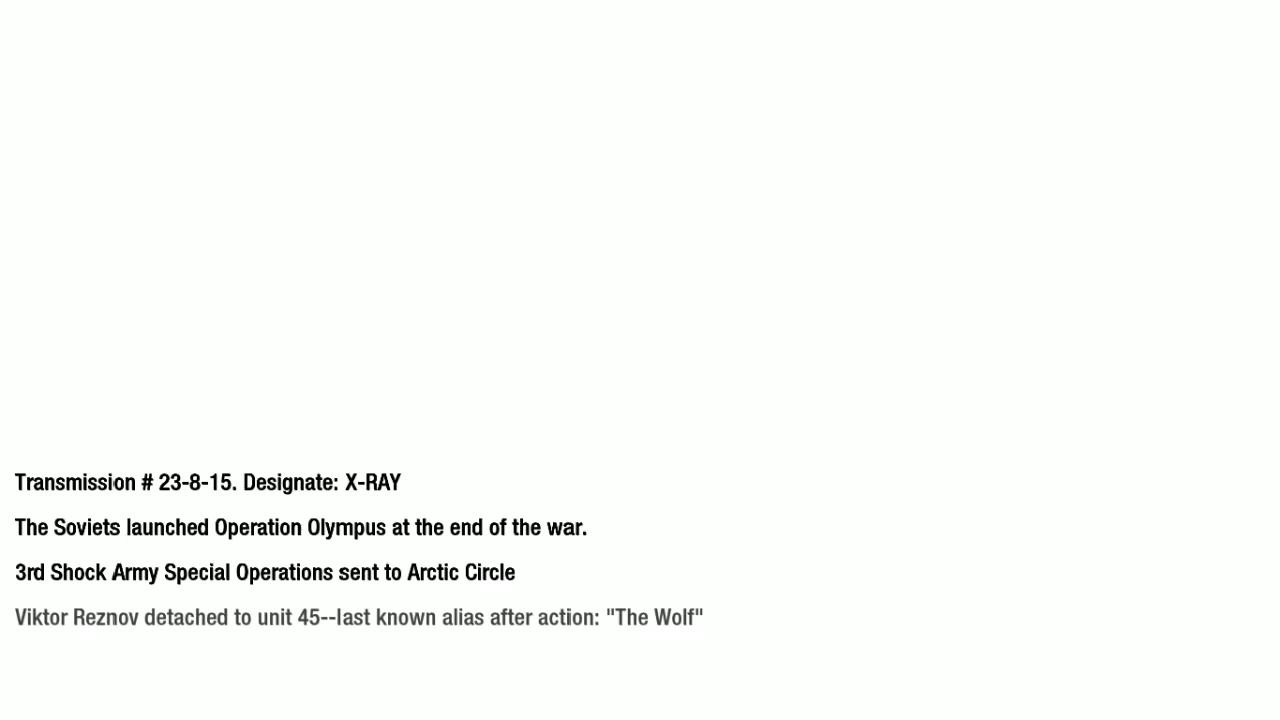 Transmission # 23-8-15. Designate: X-RAY
The Soviets launched Operation Olympus at the end of the war.
3rd Shock Army Special Operations sent to Arctic Circle
Viktor Reznov detached to unit 45--last known alias after action: "The Wolf"